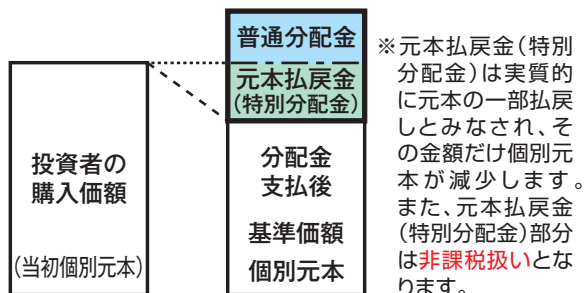 投資者の
購入価額
(当初個別元本)
普通分配金
元本払戻金
(特別分配金)
分配金
支払後
基準価額
個別元本
※元本払戻金(特別
分配金)は実質的
に元本の一部払戻
しとみなされ、そ
の金額だけ個別元
本が減少します。
また、元本払戻金
(特別分配金)部分
は非課税扱いとな
ります。